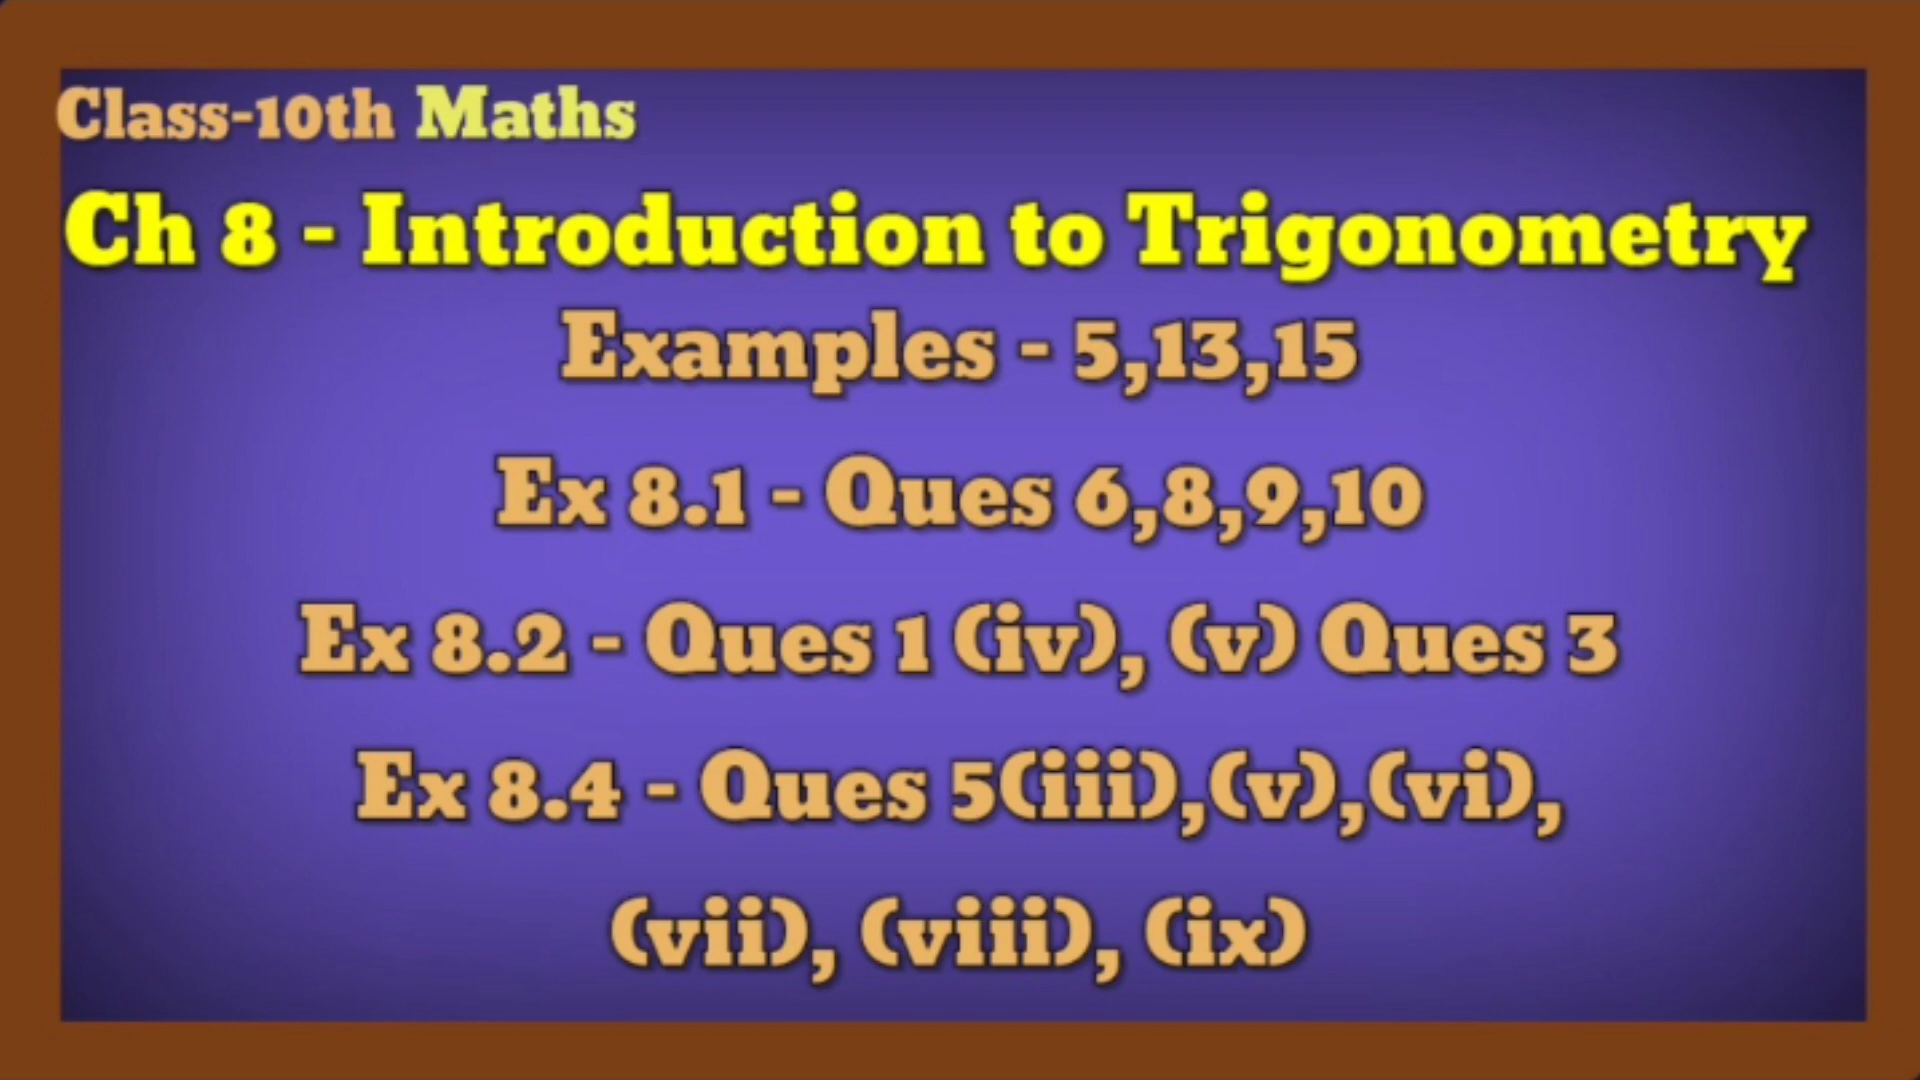 Class-10th Maths
Ch 8 - Introduction to Trigonometry
Examples - 5,13,15
Ex 8.1 - Ques 6,8,9,10
Ex 8.2 - Ques 1 (iv), (v) Ques 3
Ex 8.4 - Ques 5(iii),(v),(vi),
(vii), (viii), (ix)